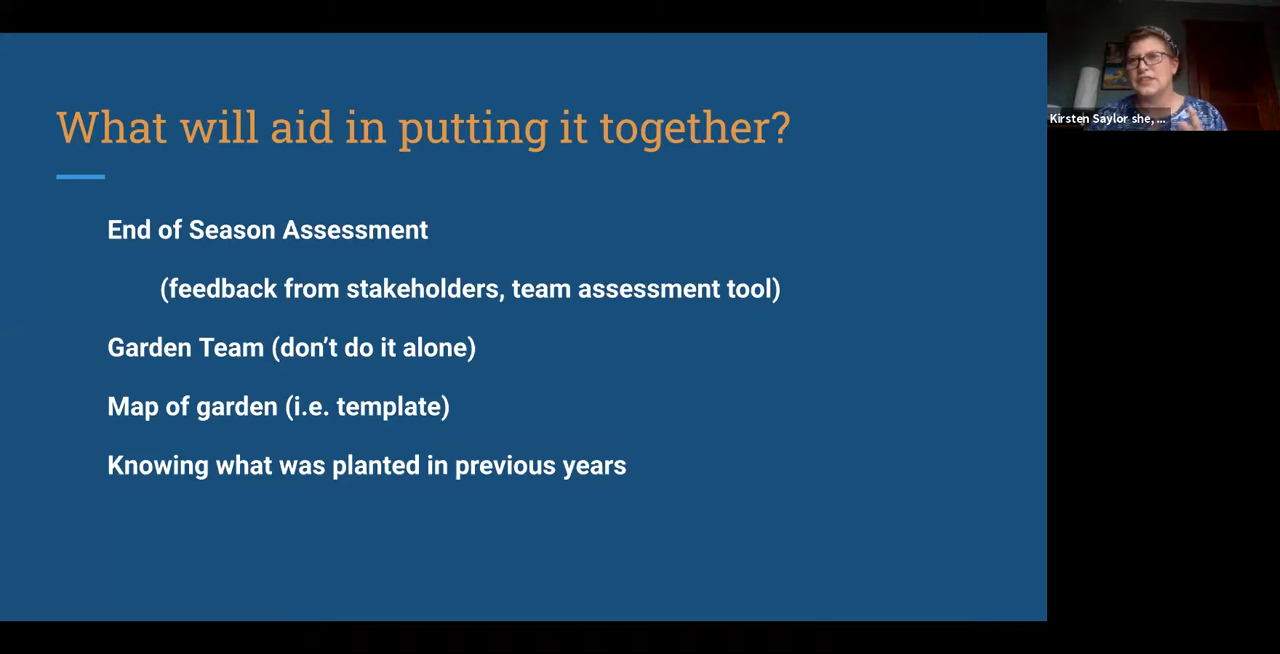 What will aid in putting it together?
End of Season Assessment
(feedback from stakeholders, team assessment tool)
Garden Team (don’t do it alone)
Map of garden (i.e. template)
Knowing what was planted in previous years
Kirsten Saylor she, ...